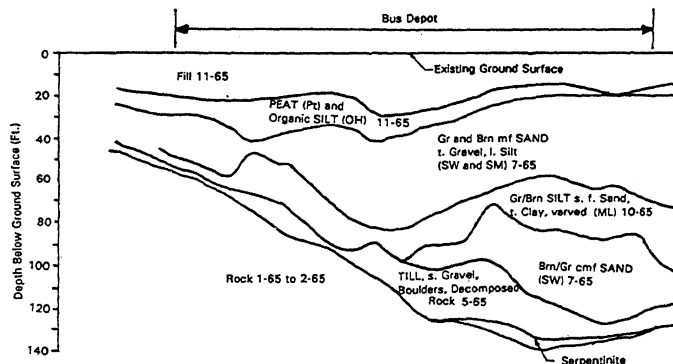 Bus Depot
0
20
40
60
80
100
120
140
Depth Below Ground Surface (Ft.)
Existing Ground Surface
Fill 11-65
PEAT (Pt) and
Organic SILT (OH) 11-65
Gr and Brn mf SAND
t. Gravel, l. Silt
(SW and SM) 7-65
Gr/Brn SILT s. f. Sand,
t. Clay, varved (ML) 10-65
Brn/Gr cmf SAND
(SW) 7-65
Rock 1-65 to 2-65
TILL, s. Gravel,
Boulders, Decomposed
Rock 5-65
Serpentinite